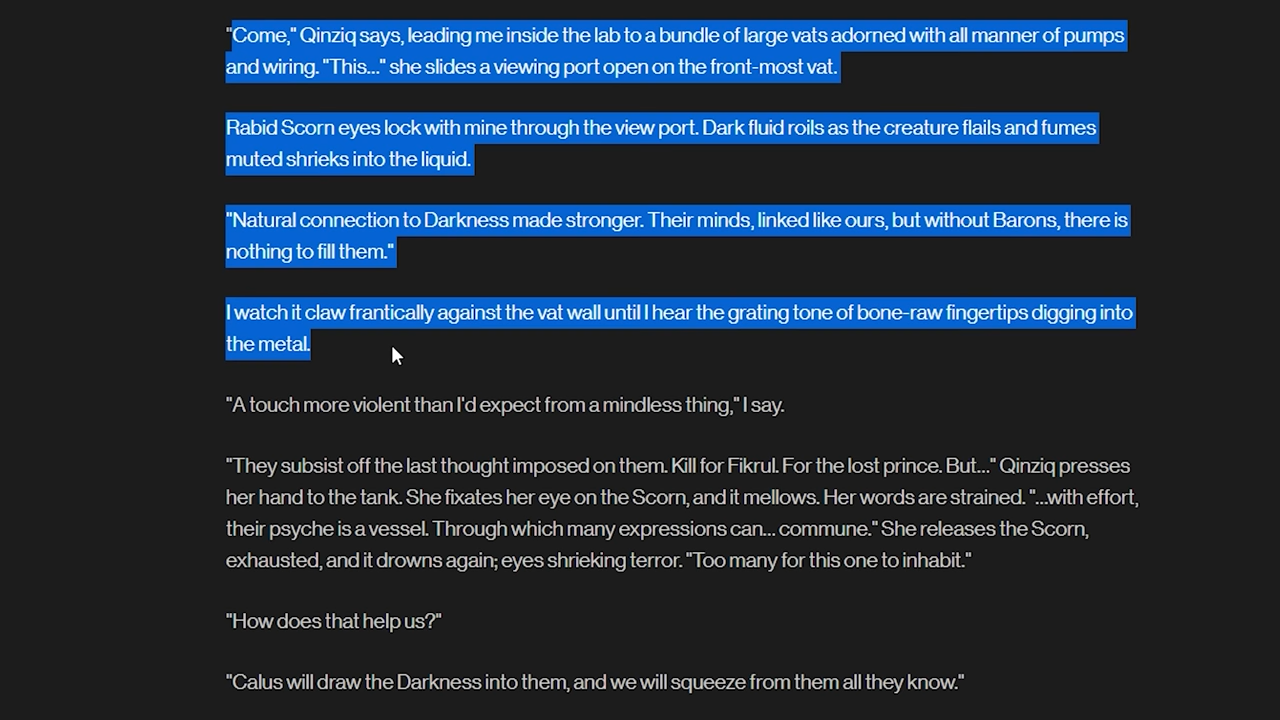 "Come," Qinziq says, leading me inside the lab to a bundle of large vats adorned with all manner of pumps
and wiring. "This..." she slides a viewing port open on the front-most vat.
Rabid Scorn eyes lock with mine through the view port. Dark fluid roils as the creature flails and fumes
muted shrieks into the liquid.
"Natural connection to Darkness made stronger. Their minds, linked like ours, but without Barons, there is
nothing to fill them."
I watch it claw frantically against the vat wall until I hear the grating tone of bone-raw fingertips digging into
the metal.
"A touch more violent than I'd expect from a mindless thing," I say.
"They subsist off the last thought imposed on them. Kill for Fikrul. For the lost prince. But..." Qinziq presses
her hand to the tank. She fixates her eye on the Scorn, and it mellows. Her words are strained. "...with effort,
their psyche is a vessel. Through which many expressions can... commune." She releases the Scorn,
exhausted, and it drowns again; eyes shrieking terror. "Too many for this one to inhabit."
"How does that help us?"
"Calus will draw the Darkness into them, and we will squeeze from them all they know."